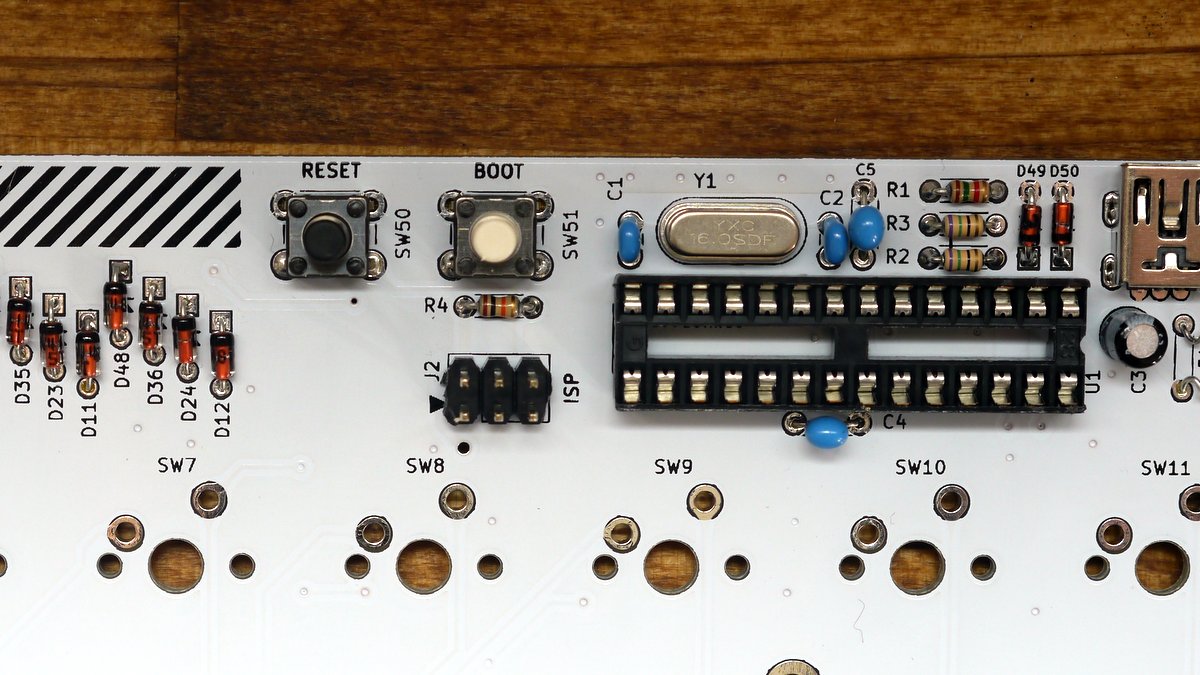 RESET
BOOT
SW50
SW51
C1
Y1
YXC
16.0SDF
C2
C5
R1
R3
R2
D49
D50
R4
J2
ISP
U1
C3
C4
D35
D23
D11
D48
D36
D24
D12
SW7
SW8
SW9
SW10
SW11